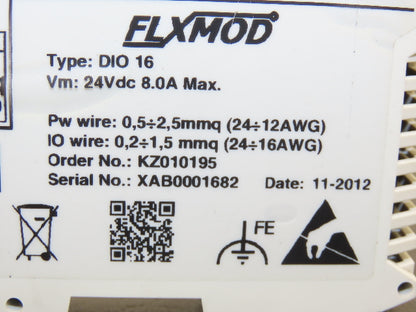 FLXMOD
Type: DIO 16
Vm: 24Vdc 8.0A Max.
Pw wire: 0,5÷2,5mmq (24÷12AWG)
IO wire: 0,2÷1,5 mmq (24÷16AWG)
Order No.: KZ010195
Serial No.: XAB0001682 Date: 11-2012
FE